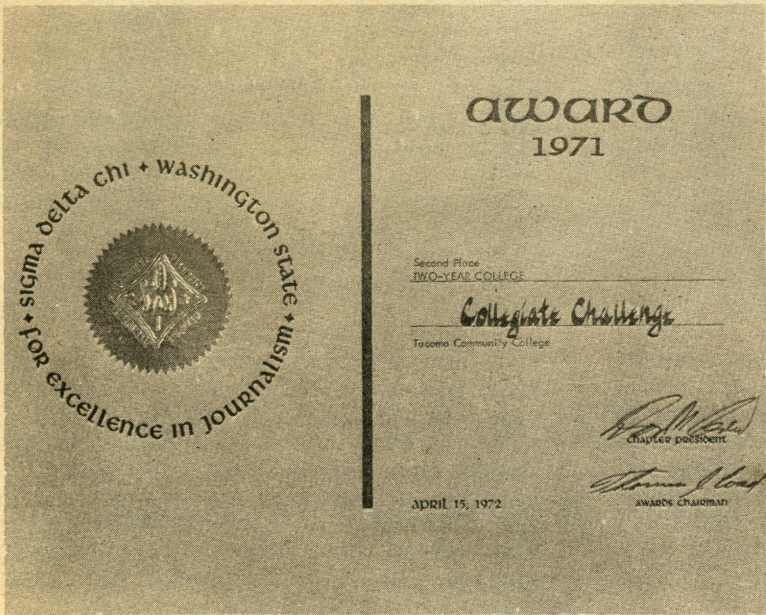 ✦ SIGMA DELTA CHI ✦ WASHINGTON STATE ✦
FOR EXCELLENCE IN JOURNALISM
AWARD
1971
Second Place
TWO-YEAR COLLEGE
Collegiate Challenge
Tacoma Community College
CHAPTER PRESIDENT
APRIL 15, 1972
AWARDS CHAIRMAN